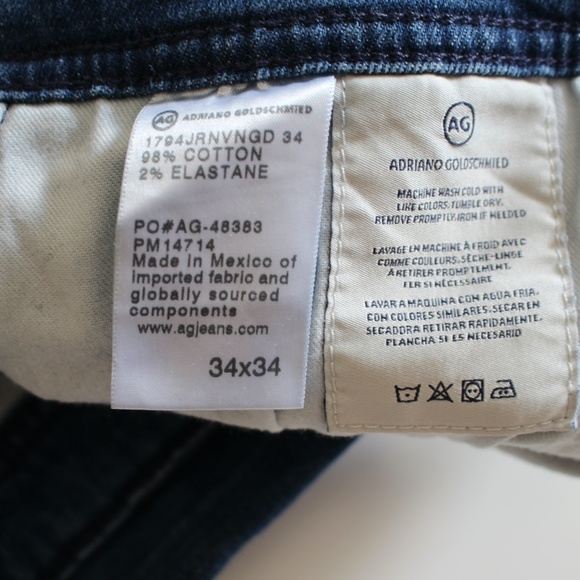 AG ADRIANO GOLDSCHMIED
1794JRNVNGD 34
98% COTTON
2% ELASTANE
PO#AG-48383
PM14714
Made in Mexico of
imported fabric and
globally sourced
components
www.agjeans.com
34x34
AG
ADRIANO GOLDSCHMIED
MACHINE WASH COLD WITH
LIKE COLORS. TUMBLE DRY.
REMOVE PROMPTLY. IRON IF NEEDED
LAVAGE EN MACHINE À FROID AVEC
COMME COULEURS. SÈCHE-LINGE
À RETIRER PROMPTEMENT.
FER SI NÉCESSAIRE
LAVAR A MAQUINA CON AGUA FRIA.
CON COLORES SIMILARES. SECAR EN
SECADORA RETIRAR RAPIDAMENTE.
PLANCHA SI ES NECESARIO